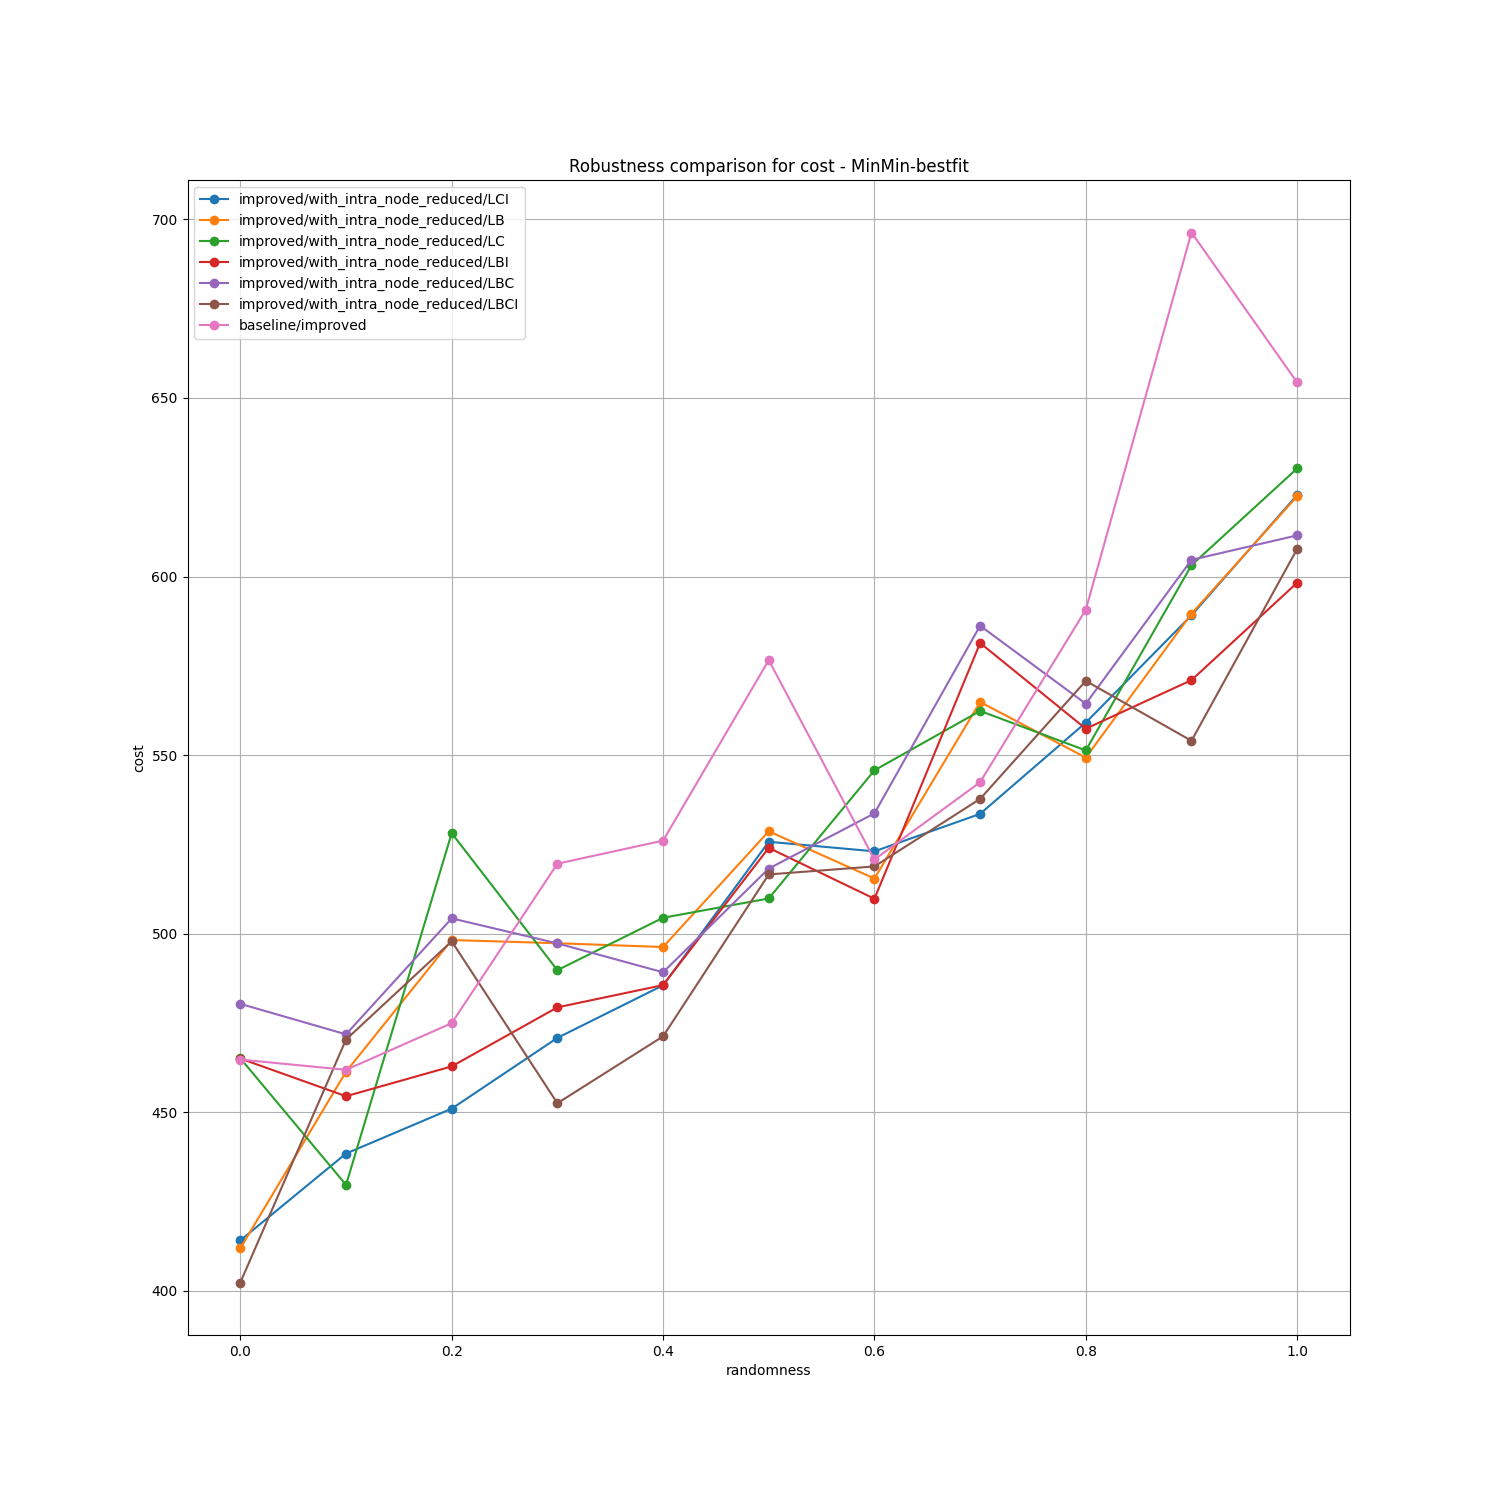 Robustness comparison for cost - MinMin-bestfit
improved/with_intra_node_reduced/LCI
improved/with_intra_node_reduced/LB
improved/with_intra_node_reduced/LC
improved/with_intra_node_reduced/LBI
improved/with_intra_node_reduced/LBC
improved/with_intra_node_reduced/LBCI
baseline/improved
700
650
600
550
500
450
400
cost
0.0 0.2 0.4 0.6 0.8 1.0
randomness